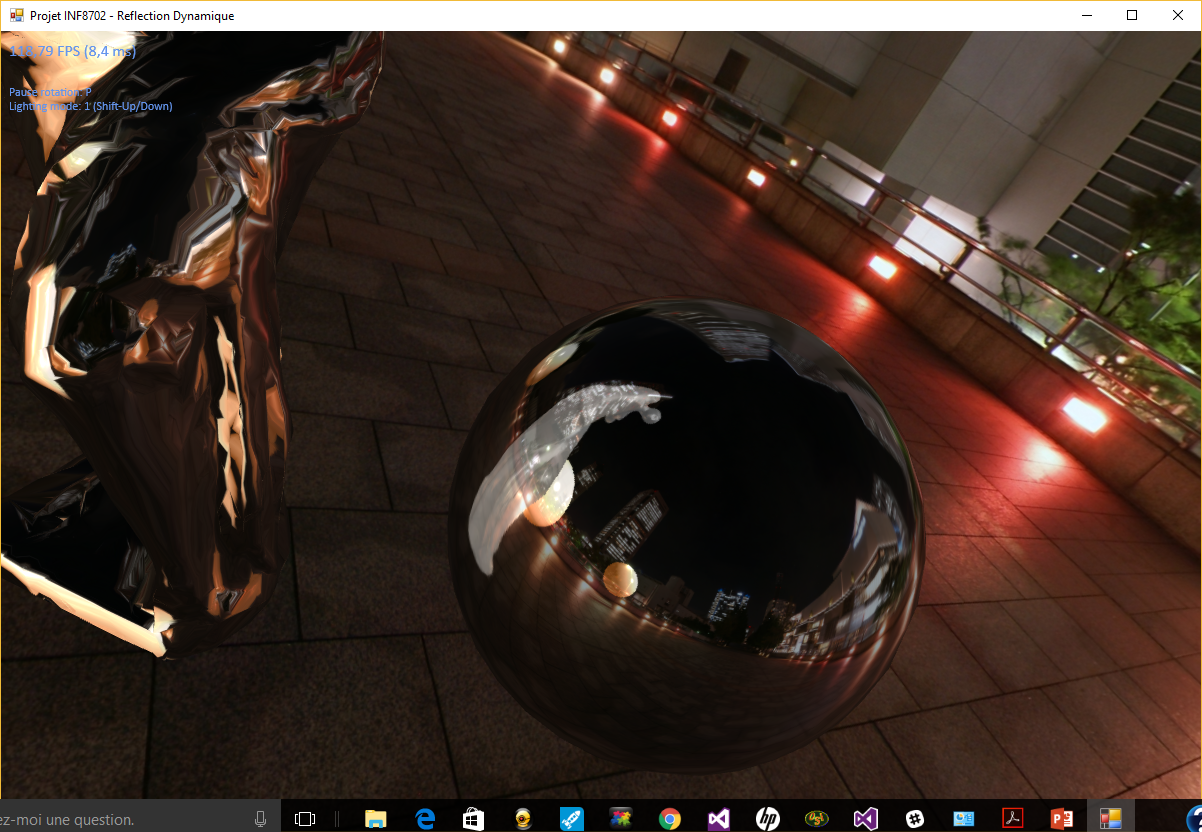 Projet INF8702 - Reflection Dynamique
118,79 FPS (8,4 ms)
Pause rotation: P
Lighting mode: 1 (Shift-Up/Down)
ez-moi une question.